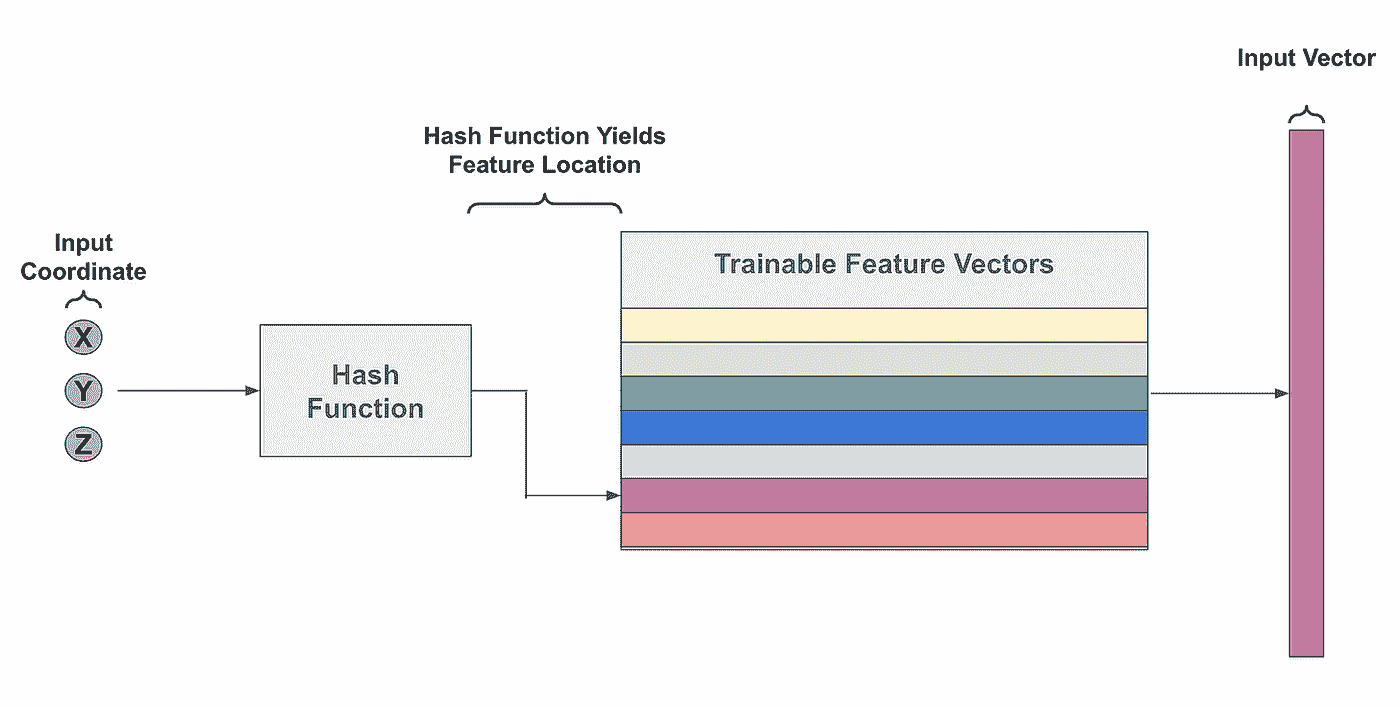 Input Vector
Hash Function Yields
Feature Location
Input
Coordinate
Trainable Feature Vectors
X
Y
Z
Hash
Function